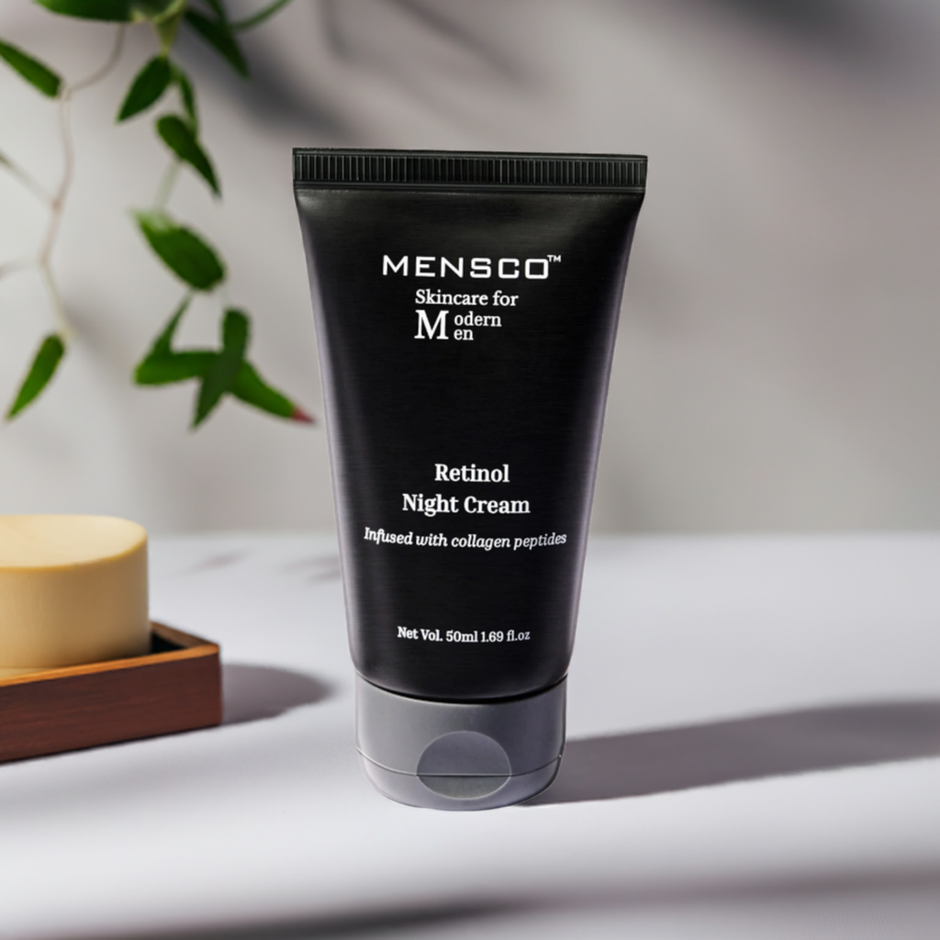 MENSCO™
Skincare for
Modern
Men
Retinol
Night Cream
Infused with collagen peptides
Net Vol. 50ml 1.69 fl.oz